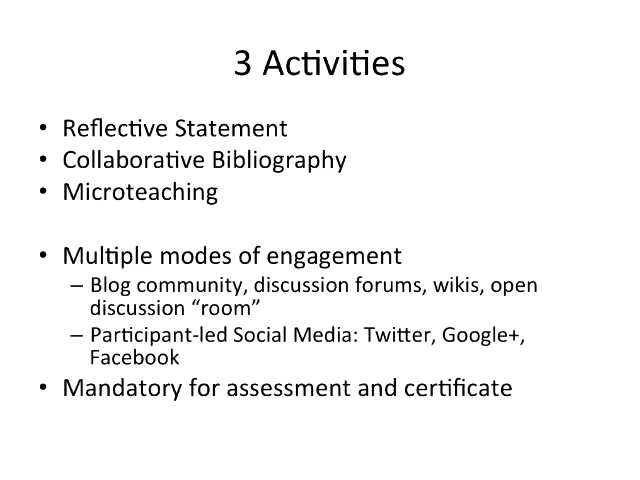 3 Activities
• Reflective Statement
• Collaborative Bibliography
• Microteaching
• Multiple modes of engagement
– Blog community, discussion forums, wikis, open
discussion “room”
– Participant-led Social Media: Twitter, Google+,
Facebook
• Mandatory for assessment and certificate